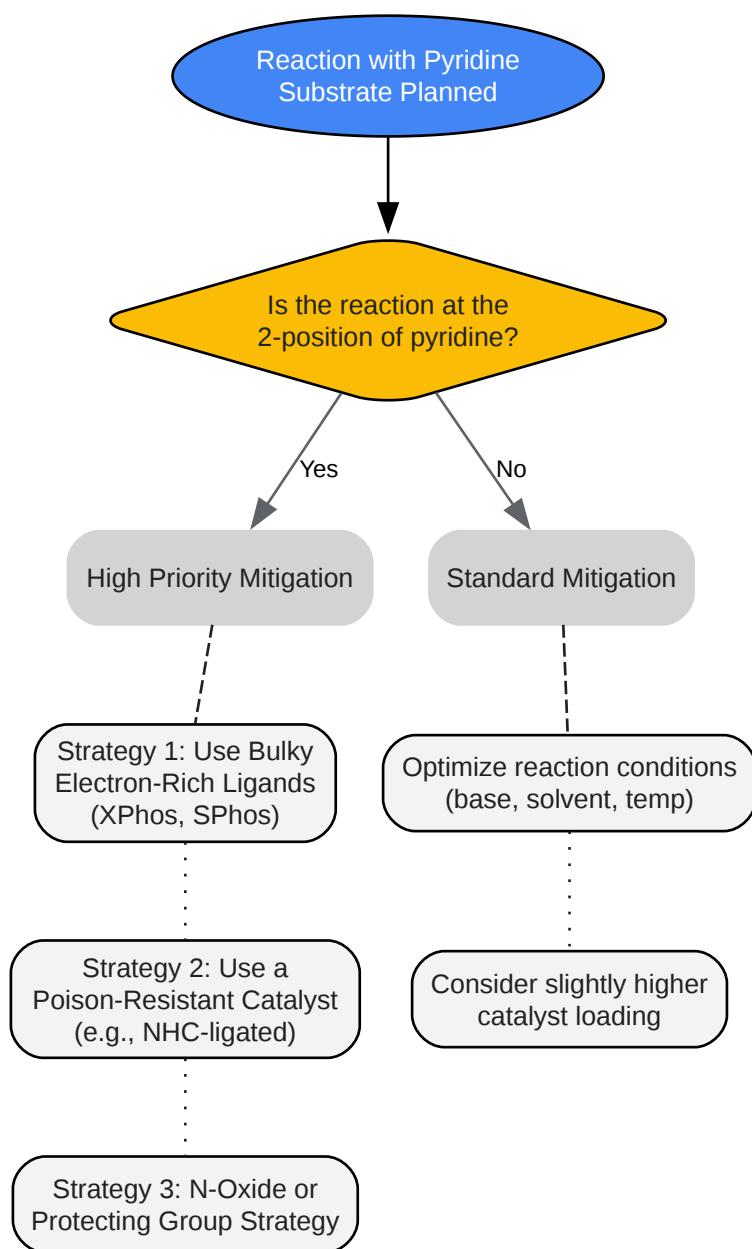 Reaction with Pyridine
Substrate Planned
Is the reaction at the
2-position of pyridine?
Yes
No
High Priority Mitigation
Standard Mitigation
Strategy 1: Use Bulky
Electron-Rich Ligands
(XPhos, SPhos)
Optimize reaction conditions
(base, solvent, temp)
Strategy 2: Use a
Poison-Resistant Catalyst
(e.g., NHC-ligated)
Consider slightly higher
catalyst loading
Strategy 3: N-Oxide or
Protecting Group Strategy